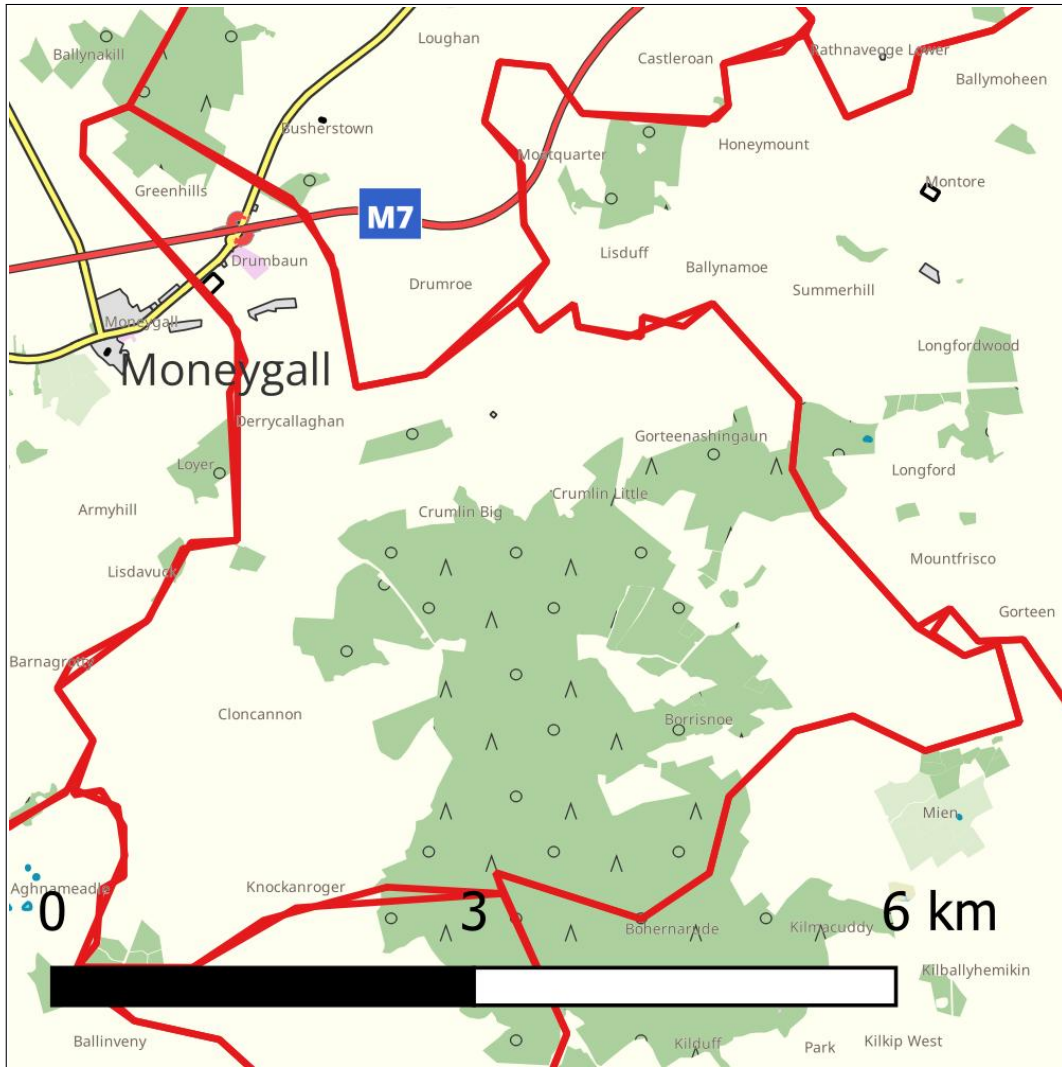 Ballynakill
Loughan
Castleroan
Rathnaveoge Lower
Ballymoheen
Busherstown
Honeymount
Montquarter
Montore
Greenhills
M7
Drumbaun
Drumroe
Lisduff
Ballynamoe
Summerhill
Moneygall
Longfordwood
Moneygall
Derrycallaghan
Gorteenashingaun
Loyer
Longford
Crumlin Little
Armyhill
Crumlin Big
Mountfrisco
Lisdavuck
Gorteen
Barnagrotty
Cloncannon
Borrisnoe
Mien
Aghnameadle
Knockanroger
0 3 6 km
Bohernarude
Kilmacuddy
Kilballyhemikin
Ballinveny
Kilduff
Park
Kilkip West